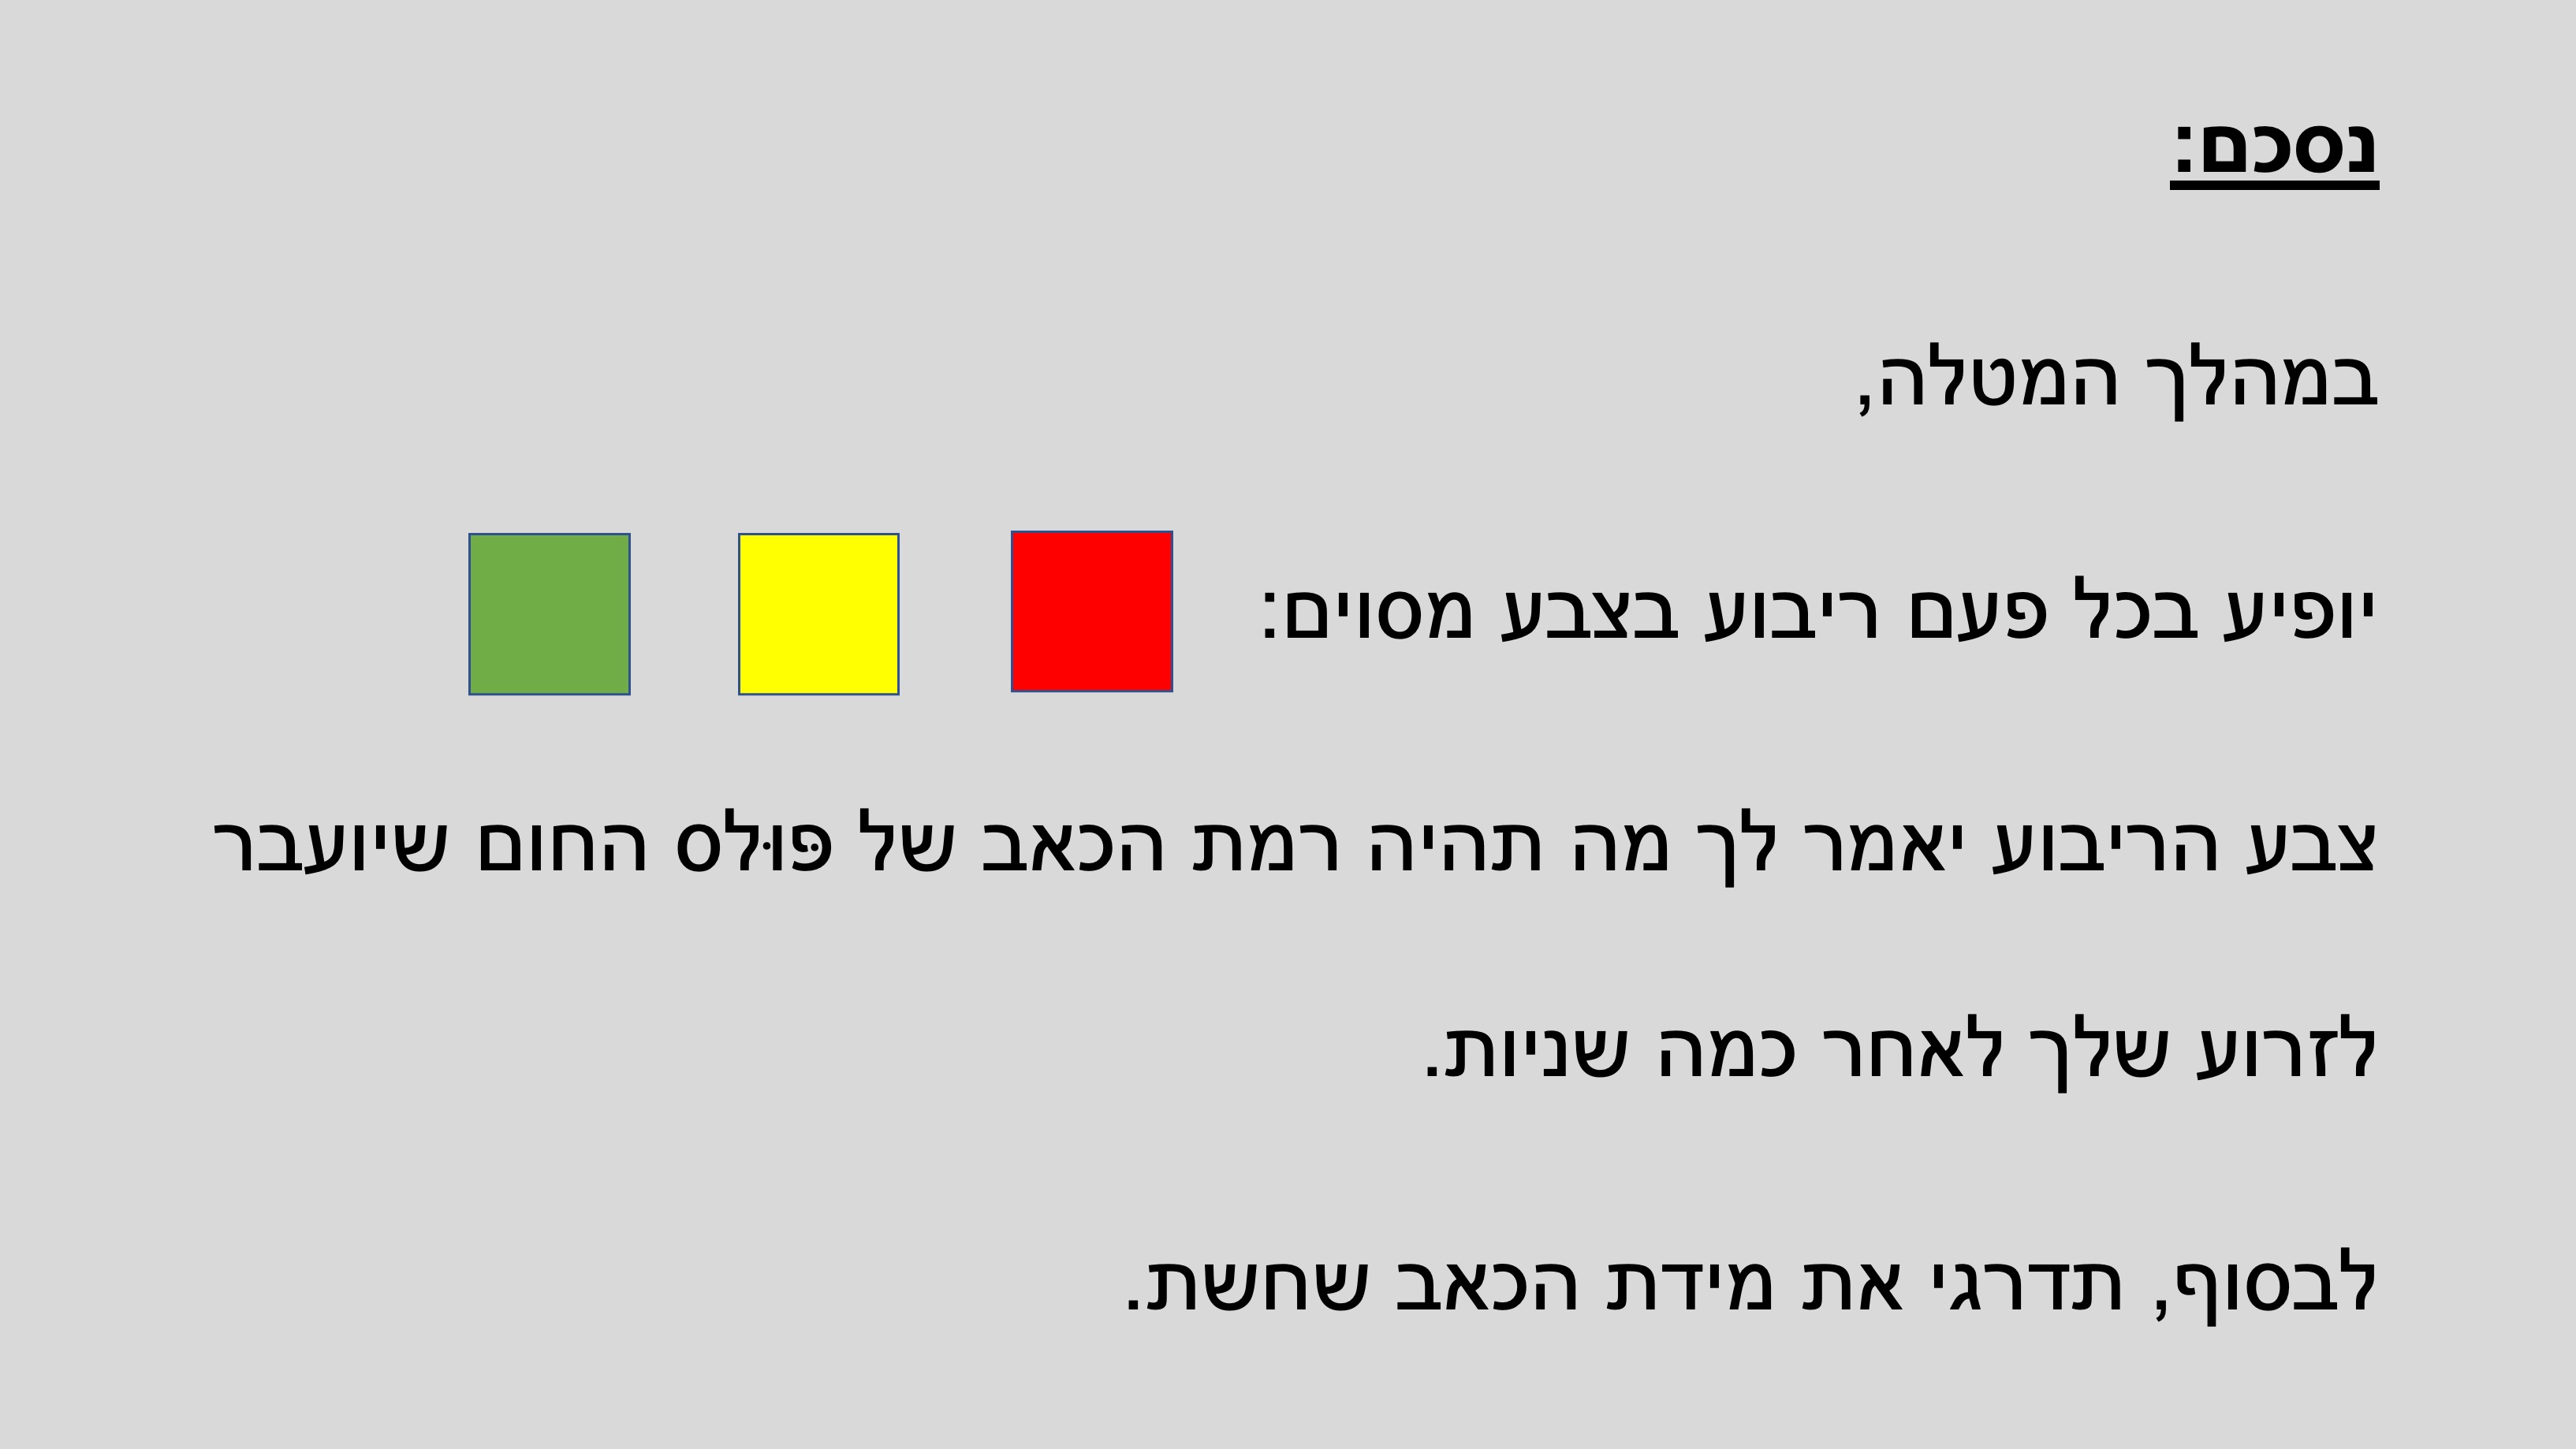 נסכם:
במהלך המטלה,
יופיע בכל פעם ריבוע בצבע מסוים:
צבע הריבוע יאמר לך מה תהיה רמת הכאב של פּוּלס החום שיועבר
לזרוע שלך לאחר כמה שניות.
לבסוף, תדרגי את מידת הכאב שחשת.